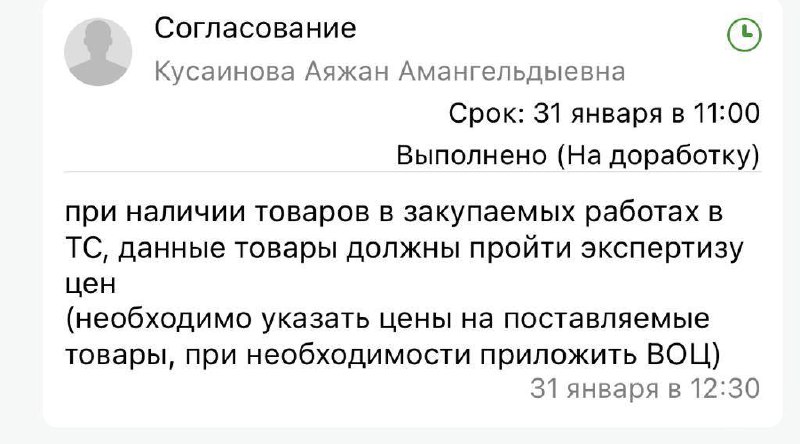 Согласование
Кусаинова Аяжан Амангельдыевна
Срок: 31 января в 11:00
Выполнено (На доработку)
при наличии товаров в закупаемых работах в
ТС, данные товары должны пройти экспертизу
цен
(необходимо указать цены на поставляемые
товары, при необходимости приложить ВОЦ)
31 января в 12:30